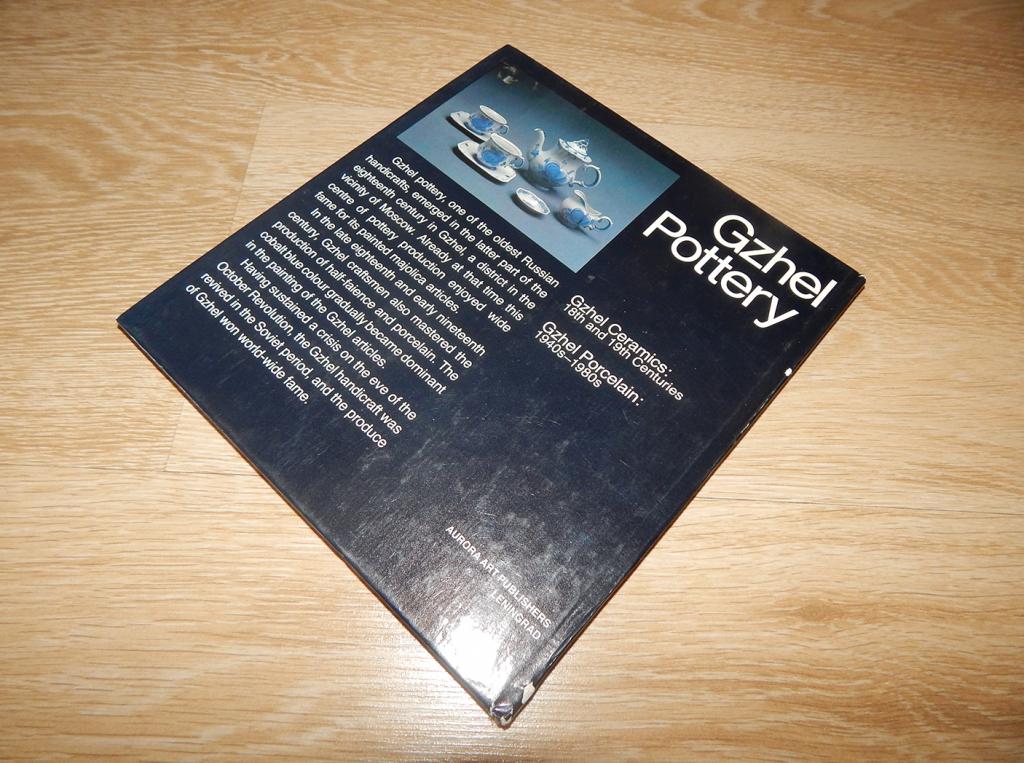 Gzhel
Pottery
Gzhel Ceramics:
18th and 19th Centuries
Gzhel Porcelain:
1940s–1980s
Gzhel pottery, one of the oldest Russian
handicrafts, emerged in the latter part of the
eighteenth century in Gzhel, a district in the
vicinity of Moscow. Already at that time this
centre of pottery production enjoyed wide
fame for its painted majolica articles.
In the late eighteenth and early nineteenth
century, Gzhel craftsmen also mastered the
production of half-faience and porcelain. The
cobalt blue colour gradually became dominant
in the painting of the Gzhel articles.
Having sustained a crisis on the eve of the
October Revolution, the Gzhel handicraft was
revived in the Soviet period, and the produce
of Gzhel won world-wide fame.
AURORA ART PUBLISHERS
LENINGRAD